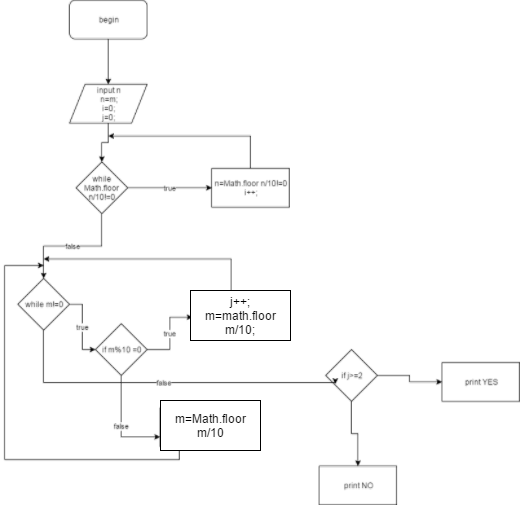 begin
input n
n=m;
i=0;
j=0;
while
Math.floor
n/10!=0
true
n=Math.floor n/10!=0
i++;
false
while m!=0
true
if m%10 =0
true
j++;
m=math.floor
m/10;
false
if j>=2
print YES
false
m=Math.floor
m/10
print NO